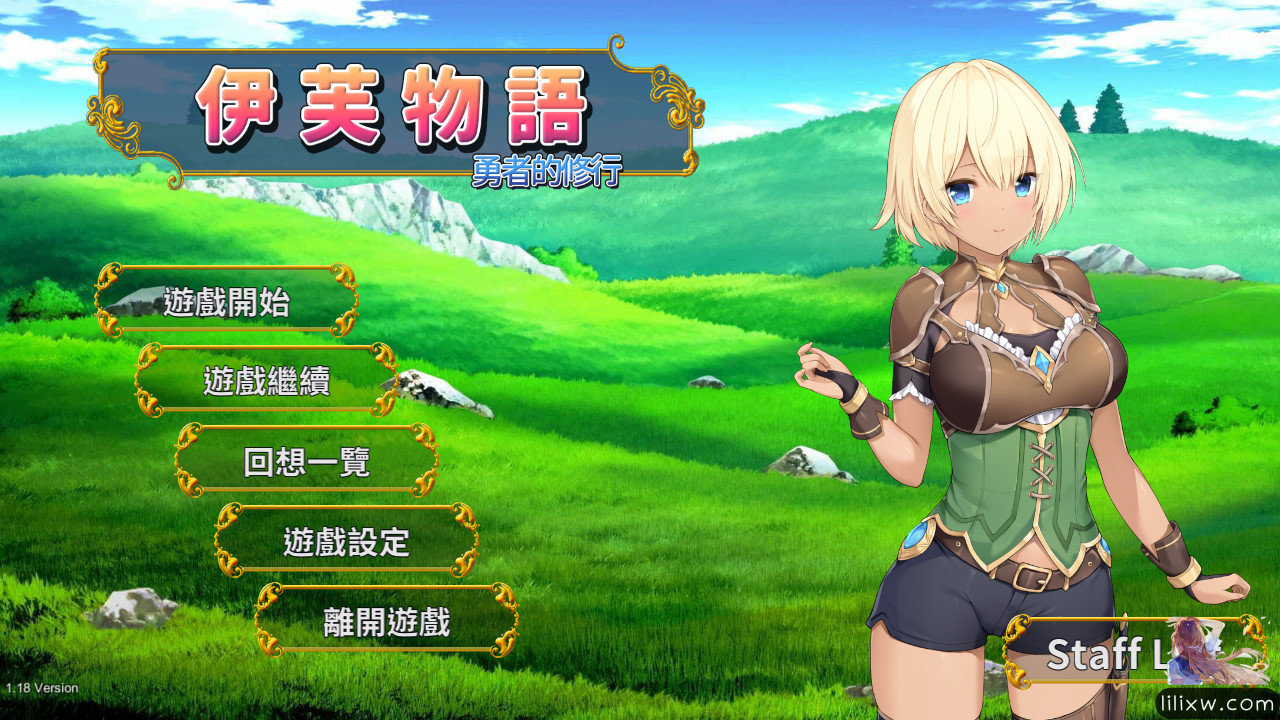 伊芙物語
勇者的修行
遊戲開始
遊戲繼續
回想一覽
遊戲設定
離開遊戲
Staff
1.18 Version
lilixw.com